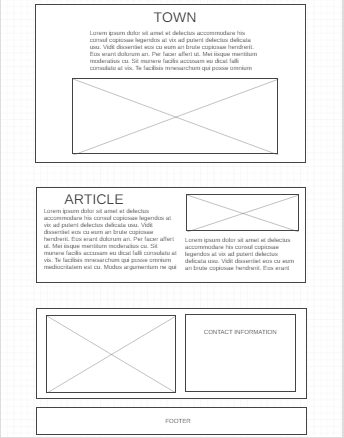 TOWN
Lorem ipsum dolor sit amet et delectus accommodare his
consul copiosae legendos at vix ad putent delectus delicata
usu. Vidit dissentiet eos cu eum an brute copiosae hendrerit.
Eos erant dolorum an. Per facer affert ut. Mei iisque mentitum
moderatius cu. Sit munere facilis accusam eu dicat falli
consulatu at vis. Te facilisis mnesarchum qui posse omnium
ARTICLE
Lorem ipsum dolor sit amet et delectus
accommodare his consul copiosae legendos at
vix ad putent delectus delicata usu. Vidit
dissentiet eos cu eum an brute copiosae
hendrerit. Eos erant dolorum an. Per facer affert
ut. Mei iisque mentitum moderatius cu. Sit
munere facilis accusam eu dicat falli consulatu at
vis. Te facilisis mnesarchum qui posse omnium
mediocritatem est cu. Modus argumentum ne qui
Lorem ipsum dolor sit amet et delectus
accommodare his consul copiosae
legendos at vix ad putent delectus
delicata usu. Vidit dissentiet eos cu eum
an brute copiosae hendrerit. Eos erant
CONTACT INFORMATION
FOOTER